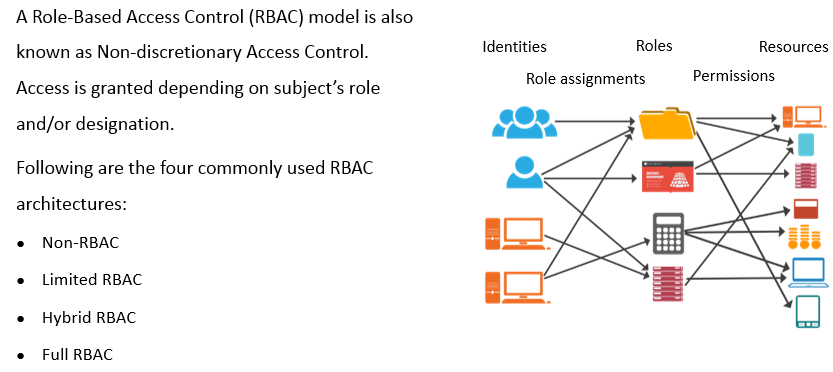 A Role-Based Access Control (RBAC) model is also
known as Non-discretionary Access Control.
Access is granted depending on subject’s role
and/or designation.
Following are the four commonly used RBAC
architectures:
• Non-RBAC
• Limited RBAC
• Hybrid RBAC
• Full RBAC
Identities
Roles
Resources
Role assignments
Permissions